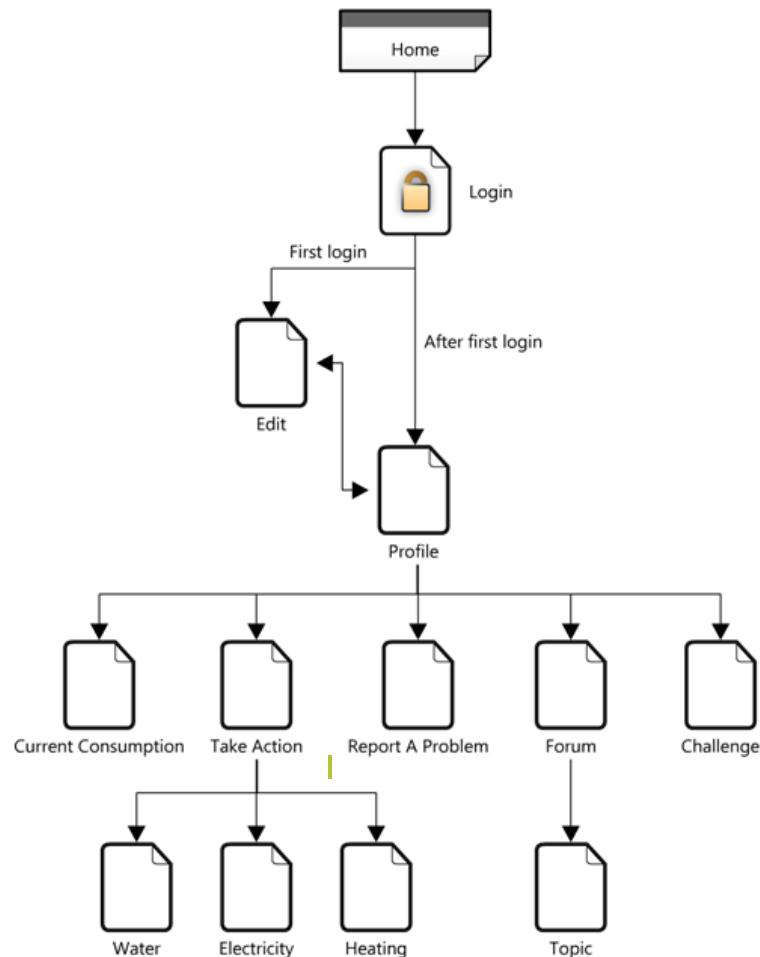 Home
Login
First login
After first login
Edit
Profile
Current Consumption
Take Action
Report A Problem
Forum
Challenge
Water
Electricity
Heating
Topic